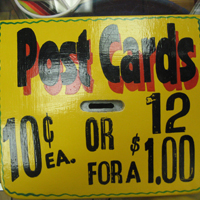 Post Cards
10¢ EA. OR 12
FOR A $1.00